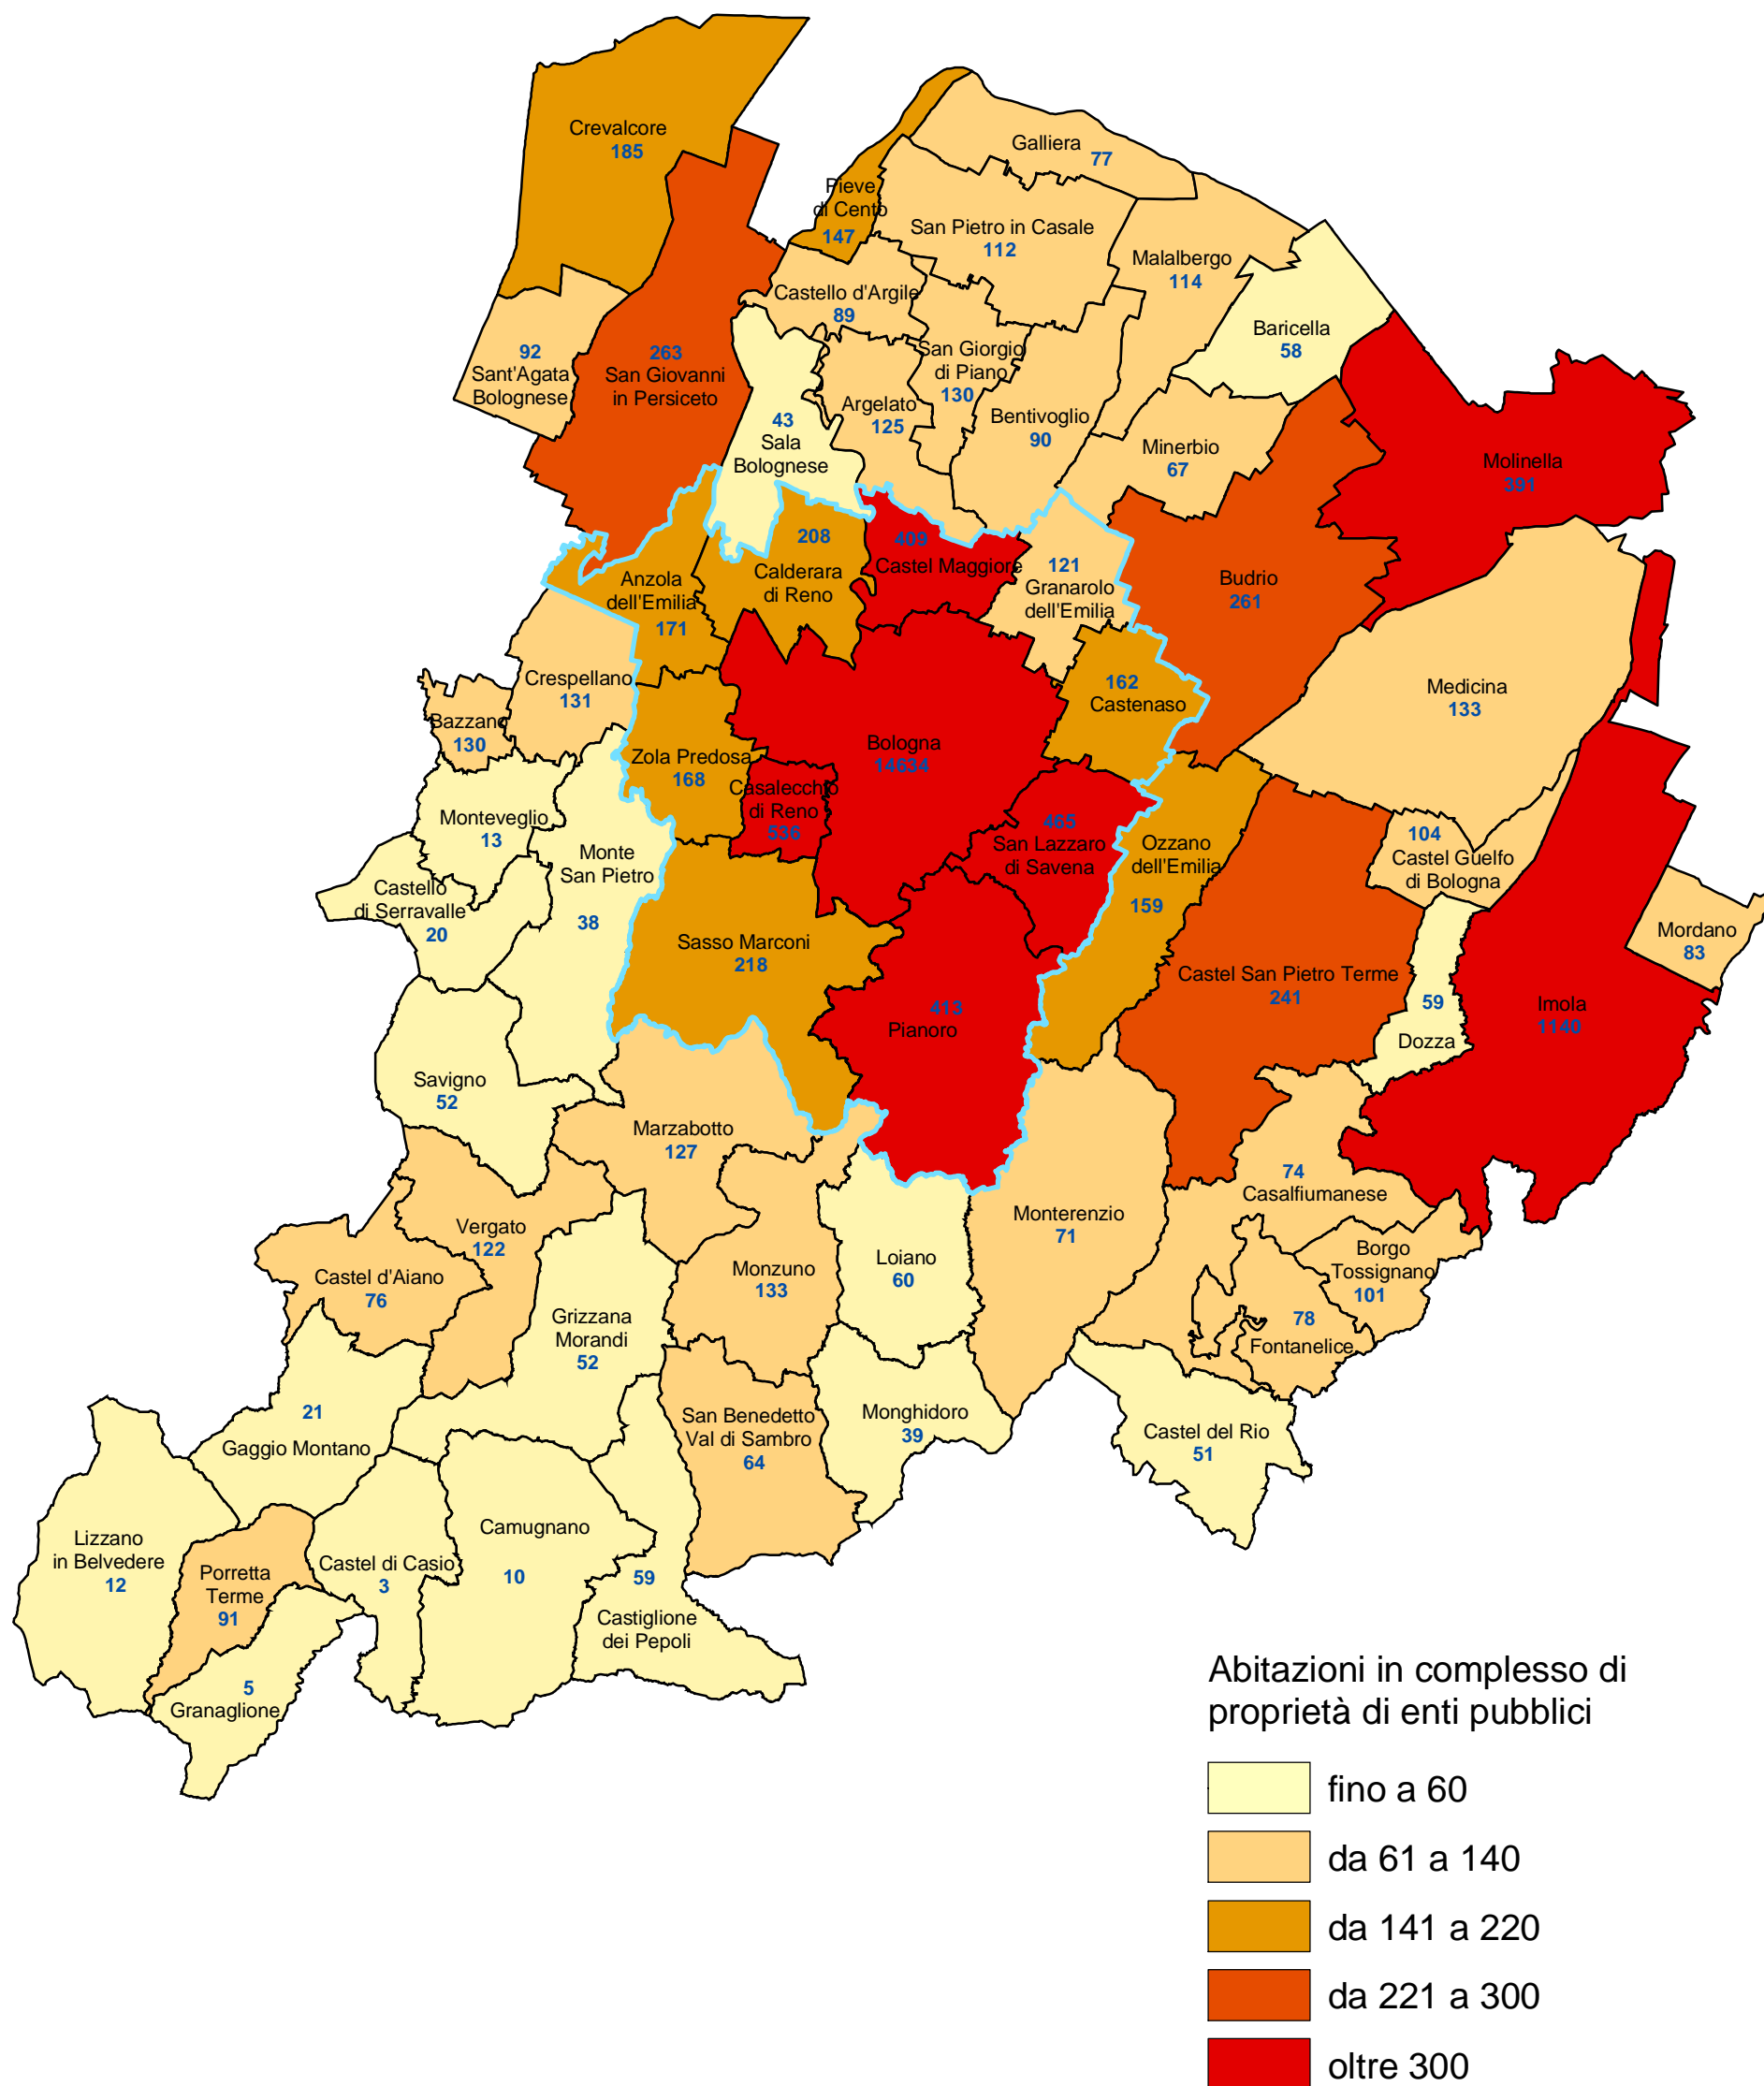 Crevalcore
185
Galliera
77
Pieve
di Cento
147
San Pietro in Casale
112
Malalbergo
114
Castello d'Argile
89
Baricella
58
92
Sant'Agata
Bolognese
263
San Giovanni
in Persiceto
San Giorgio
di Piano
130
43
Sala
Bolognese
Argelato
125
Bentivoglio
90
Minerbio
67
Molinella
391
208
Calderara
di Reno
409
Castel Maggiore
121
Granarolo
dell'Emilia
Budrio
261
Anzola
dell'Emilia
171
Crespellano
131
162
Castenaso
Medicina
133
Bazzano
130
Zola Predosa
168
Bologna
14634
Casalecchio
di Reno
536
Monteveglio
13
Monte
San Pietro
38
465
San Lazzaro
di Savena
Ozzano
dell'Emilia
159
104
Castel Guelfo
di Bologna
Castello
di Serravalle
20
Sasso Marconi
218
Mordano
83
Castel San Pietro Terme
241
59
Dozza
Imola
1140
413
Pianoro
Savigno
52
Marzabotto
127
74
Casalfiumanese
Vergato
122
Monterenzio
71
Castel d'Aiano
76
Monzuno
133
Loiano
60
Borgo
Tossignano
101
Grizzana
Morandi
52
78
Fontanelice
21
Gaggio Montano
San Benedetto
Val di Sambro
64
Monghidoro
39
Castel del Rio
51
Lizzano
in Belvedere
12
Porretta
Terme
91
Castel di Casio
3
Camugnano
10
59
Castiglione
dei Pepoli
5
Granaglione
Abitazioni in complesso di
proprietà di enti pubblici
fino a 60
da 61 a 140
da 141 a 220
da 221 a 300
oltre 300